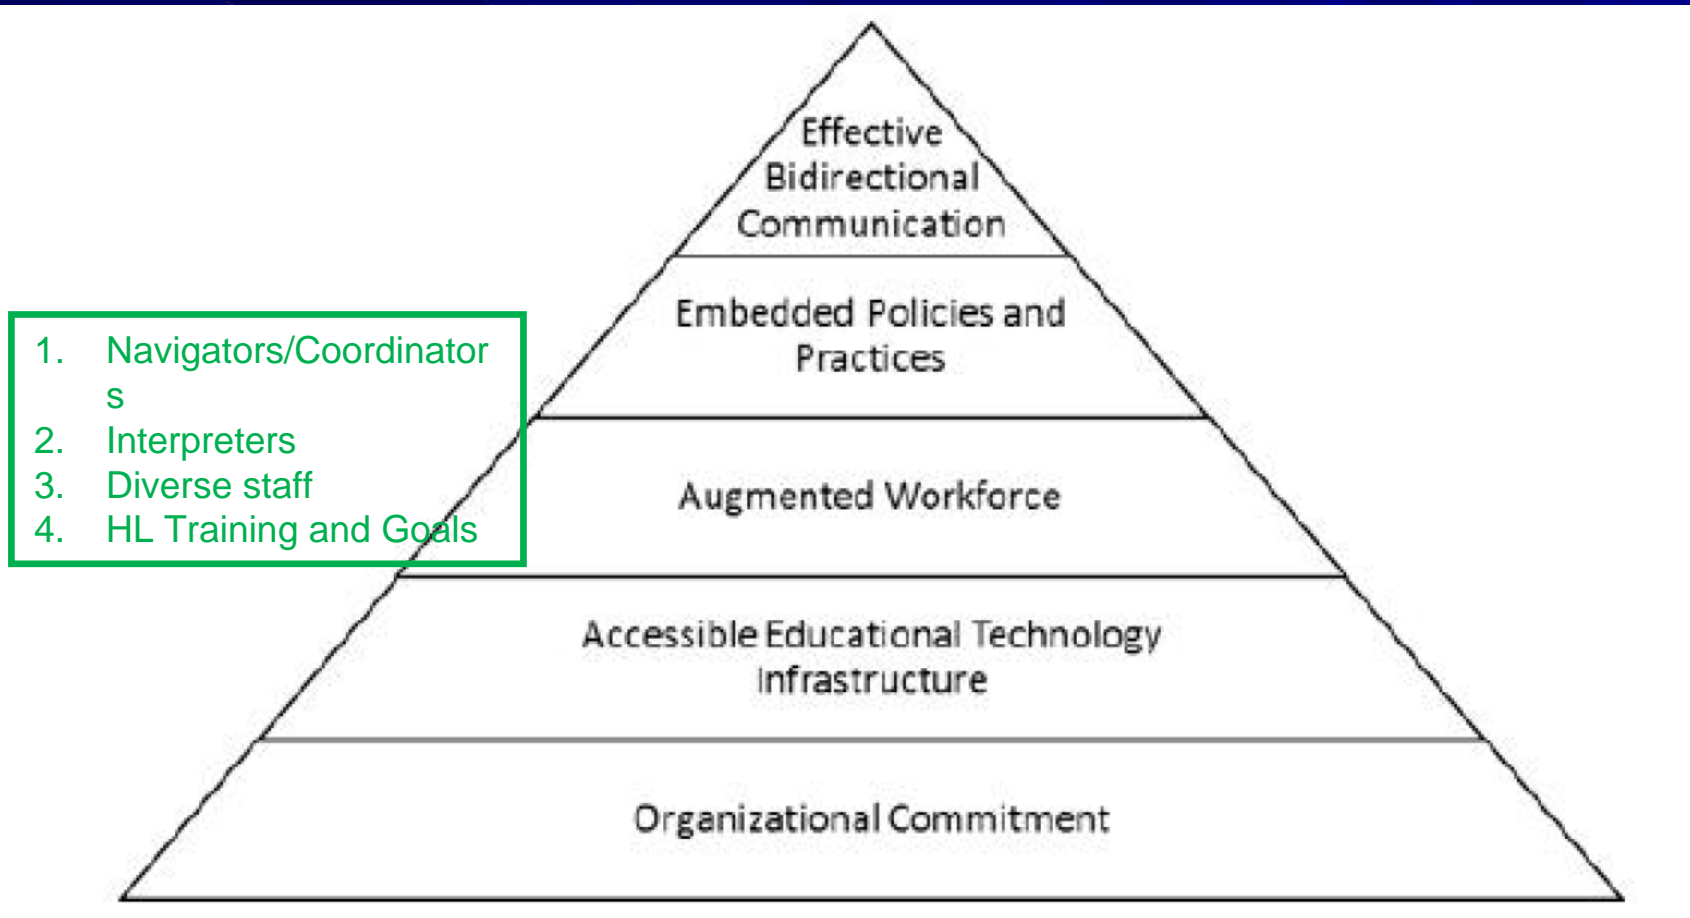 Effective
Bidirectional
Communication
Embedded Policies and
Practices
1. Navigators/Coordinator
s
2. Interpreters
3. Diverse staff
4. HL Training and Goals
Augmented Workforce
Accessible Educational Technology
Infrastructure
Organizational Commitment